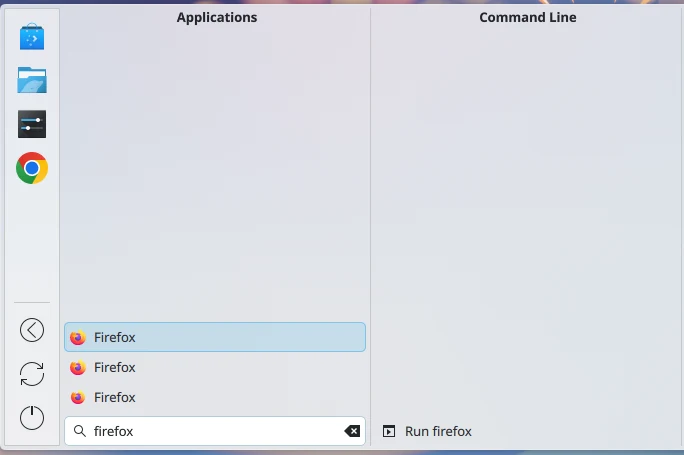 Applications
Command Line
Firefox
Firefox
Firefox
firefox
Run firefox